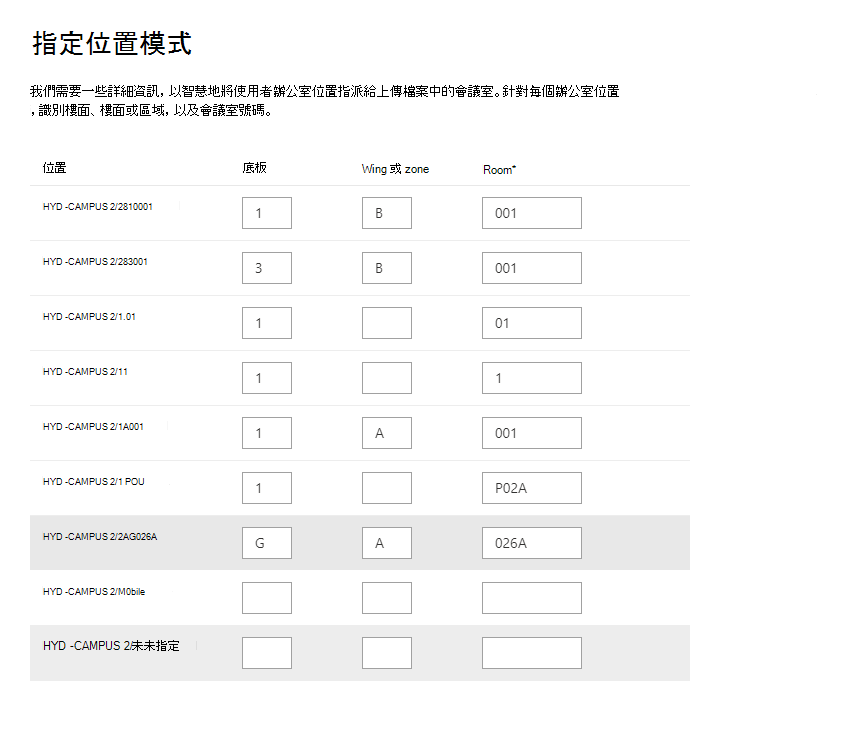 指定位置模式
我們需要一些詳細資訊，以智慧地將使用者辦公室位置指派給上傳檔案中的會議室。針對每個辦公室位置
，識別樓面、樓面或區域，以及會議室號碼。
位置 底板 Wing 或 zone Room*
HYD -CAMPUS 2/2810001 1 B 001
HYD -CAMPUS 2/283001 3 B 001
HYD -CAMPUS 2/1.01 1 01
HYD -CAMPUS 2/11 1 1
HYD -CAMPUS 2/1A001 1 A 001
HYD -CAMPUS 2/1 POU 1 P02A
HYD -CAMPUS 2/2AG026A G A 026A
HYD -CAMPUS 2/M0bile
HYD -CAMPUS 2/未未指定